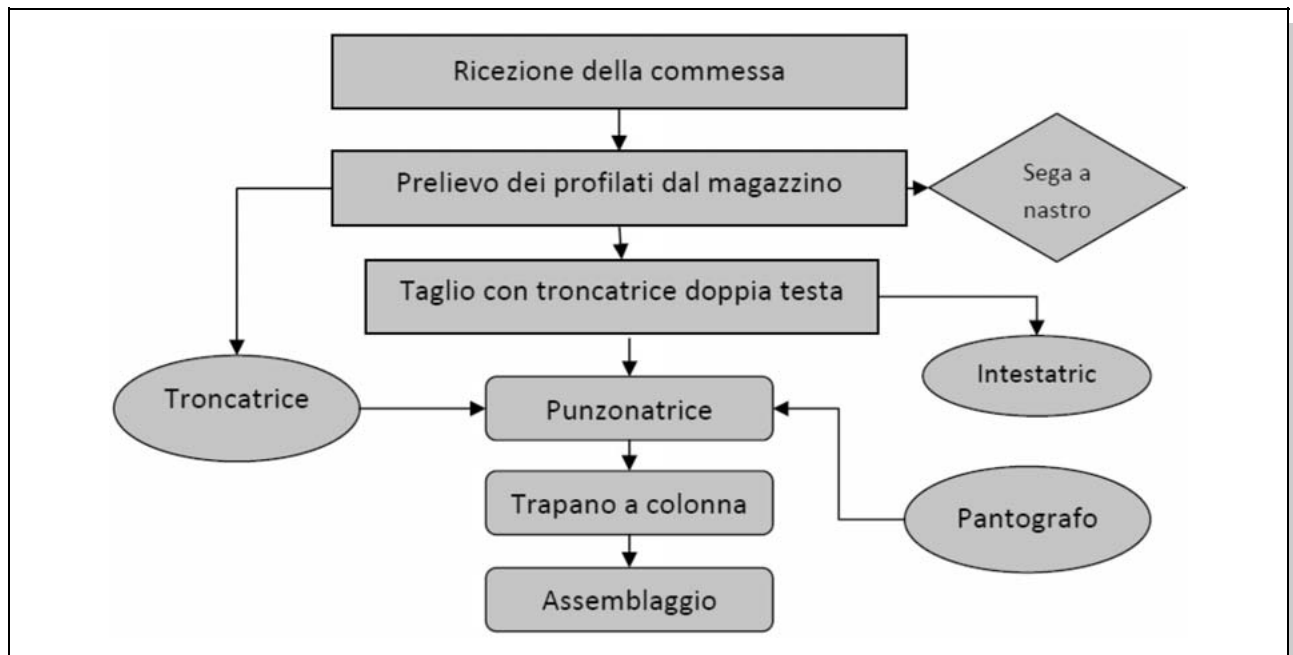 Ricezione della commessa
Prelievo dei profilati dal magazzino
Sega a
nastro
Taglio con troncatrice doppia testa
Troncatrice
Intestatric
Punzonatrice
Trapano a colonna
Pantografo
Assemblaggio